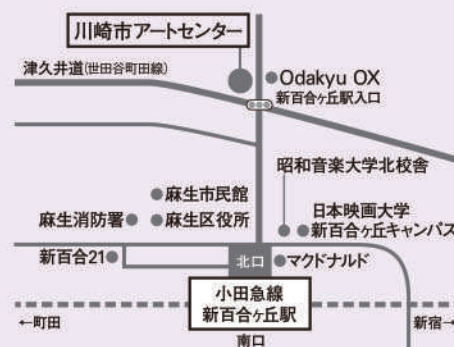 川崎市アートセンター
津久井道(世田谷町田線)
Odakyu OX
新百合ヶ丘駅入口
昭和音楽大学北校舎
麻生市民館
日本映画大学
麻生消防署
麻生区役所
新百合ヶ丘キャンパス
新百合21
北口
マクドナルド
小田急線
新百合ヶ丘駅
←町田
新宿→
南口